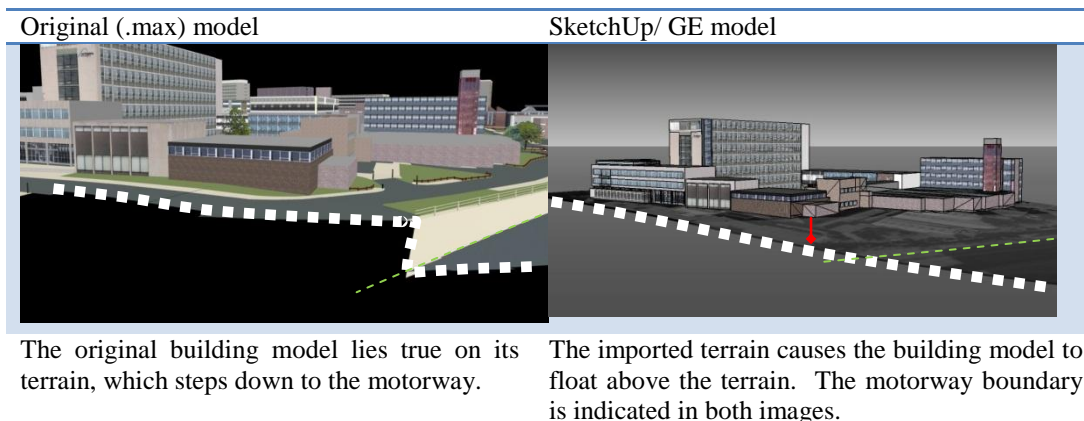 Original (.max) model
SketchUp/ GE model
The original building model lies true on its
terrain, which steps down to the motorway.
The imported terrain causes the building model to
float above the terrain. The motorway boundary
is indicated in both images.